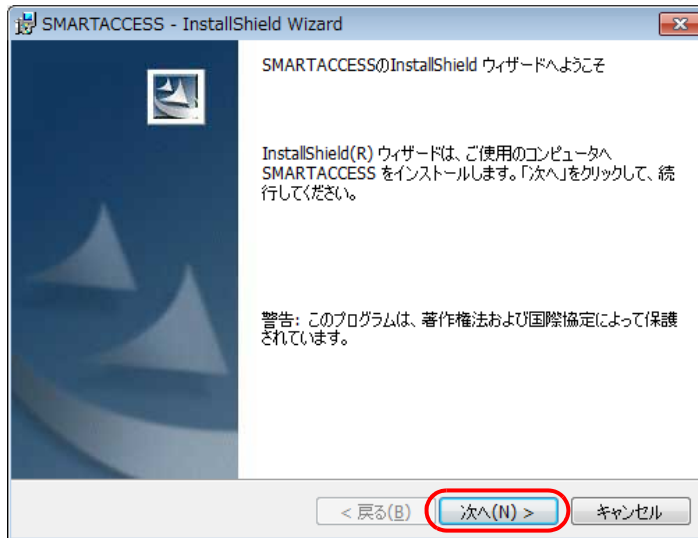 SMARTACCESS - InstallShield Wizard
SMARTACCESSのInstallShield ウィザードへようこそ
InstallShield(R) ウィザードは、ご使用のコンピュータへ
SMARTACCESS をインストールします。「次へ」をクリックして、続
行してください。
警告: このプログラムは、著作権法および国際協定によって保護
されています。
< 戻る(B)
次へ(N) >
キャンセル